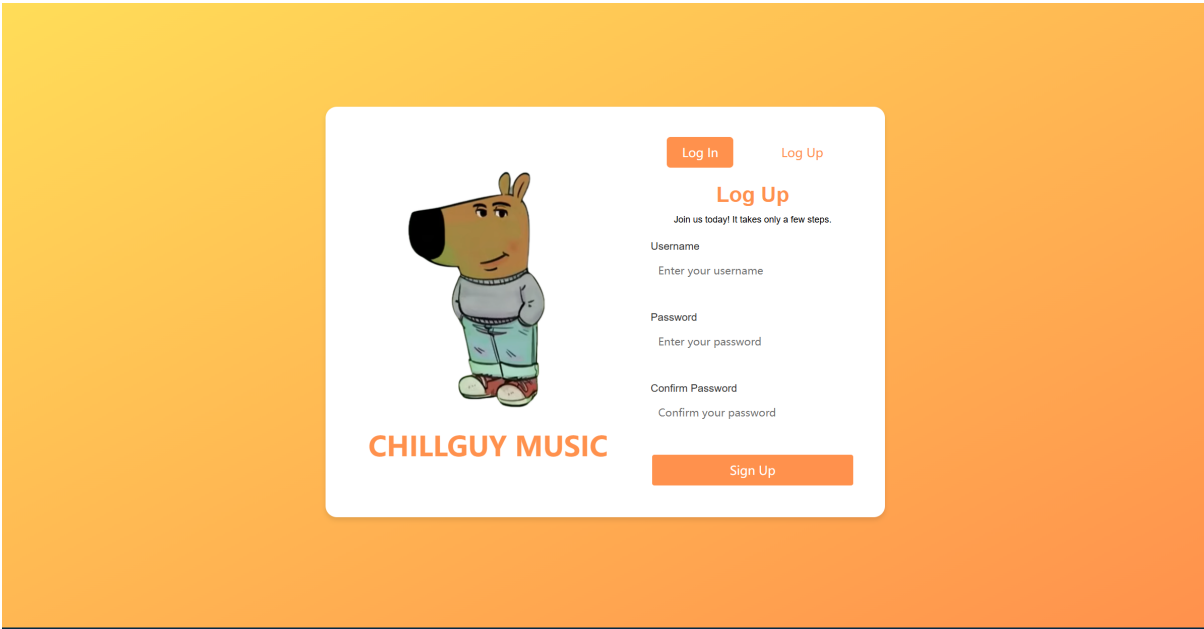 Log In
Log Up
Log Up
Join us today! It takes only a few steps.
Username
Enter your username
Password
Enter your password
Confirm Password
Confirm your password
Sign Up
CHILLGUY MUSIC